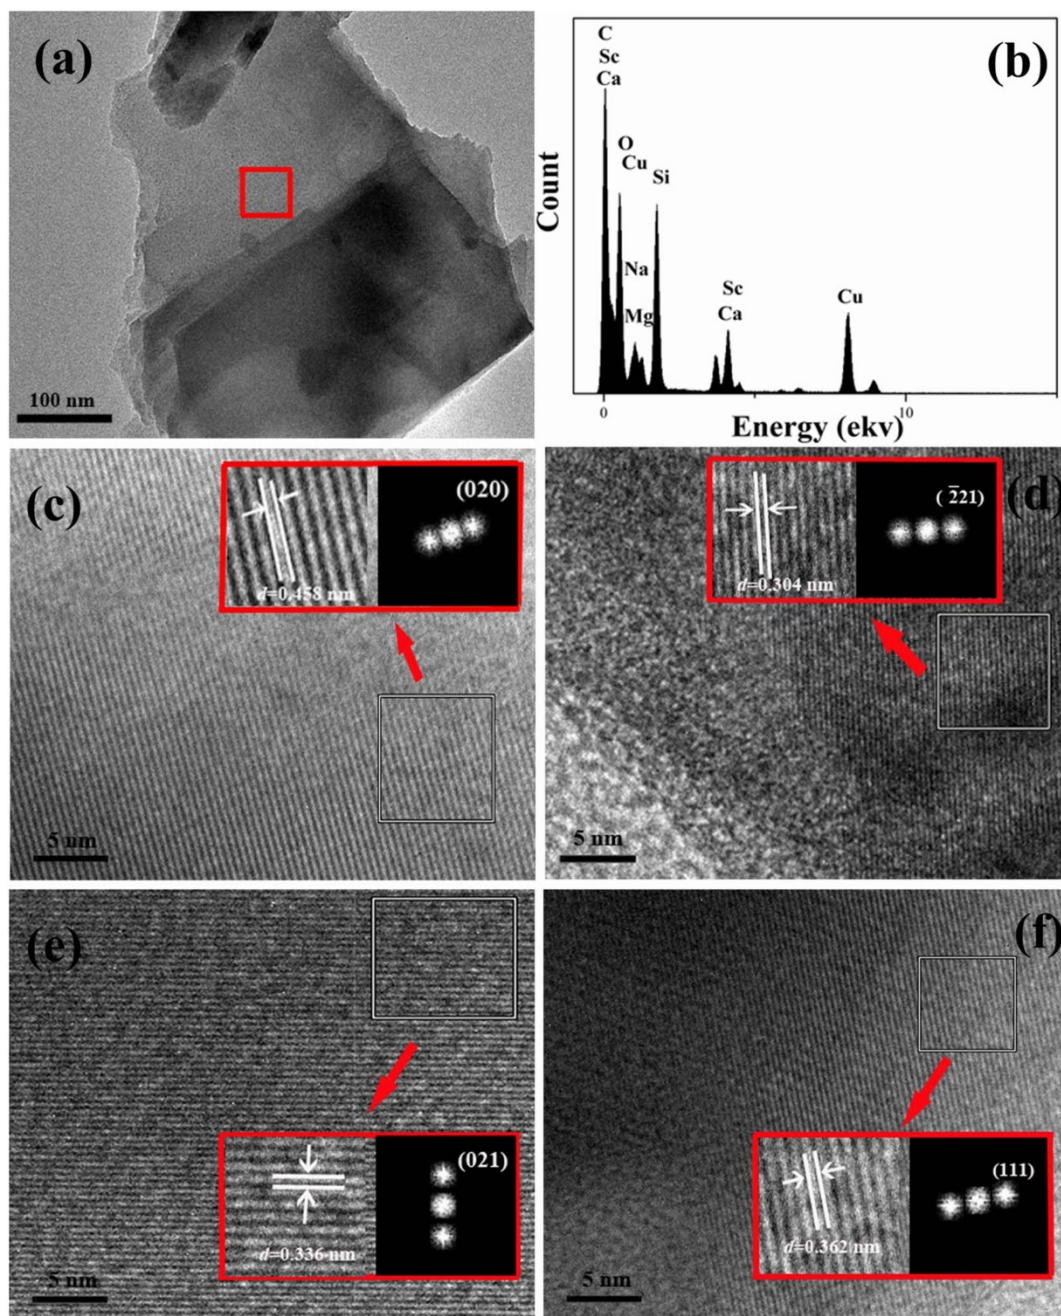 (a)
100 nm
(b)
C
Sc
Ca
O
Cu
Si
Na
Mg
Sc
Ca
Cu
Count
0
10
Energy (ekv)
(c)
(020)
d=0.458 nm
5 nm
(d)
(2̄21)
d=0.304 nm
5 nm
(e)
(021)
d=0.336 nm
5 nm
(f)
(111)
d=0.362 nm
5 nm